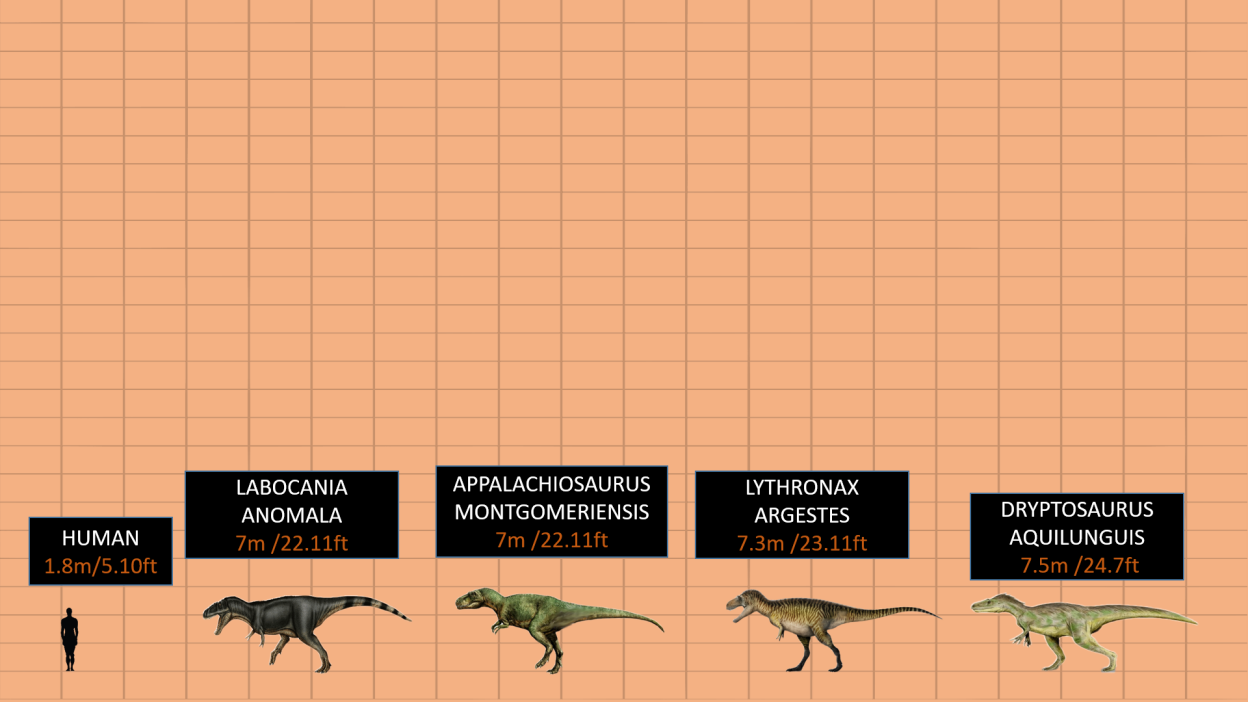 HUMAN
1.8m/5.10ft
LABOCANIA
ANOMALA
7m /22.11ft
APPALACHIOSAURUS
MONTGOMERIENSIS
7m /22.11ft
LYTHRONAX
ARGESTES
7.3m /23.11ft
DRYPTOSAURUS
AQUILUNGUIS
7.5m /24.7ft